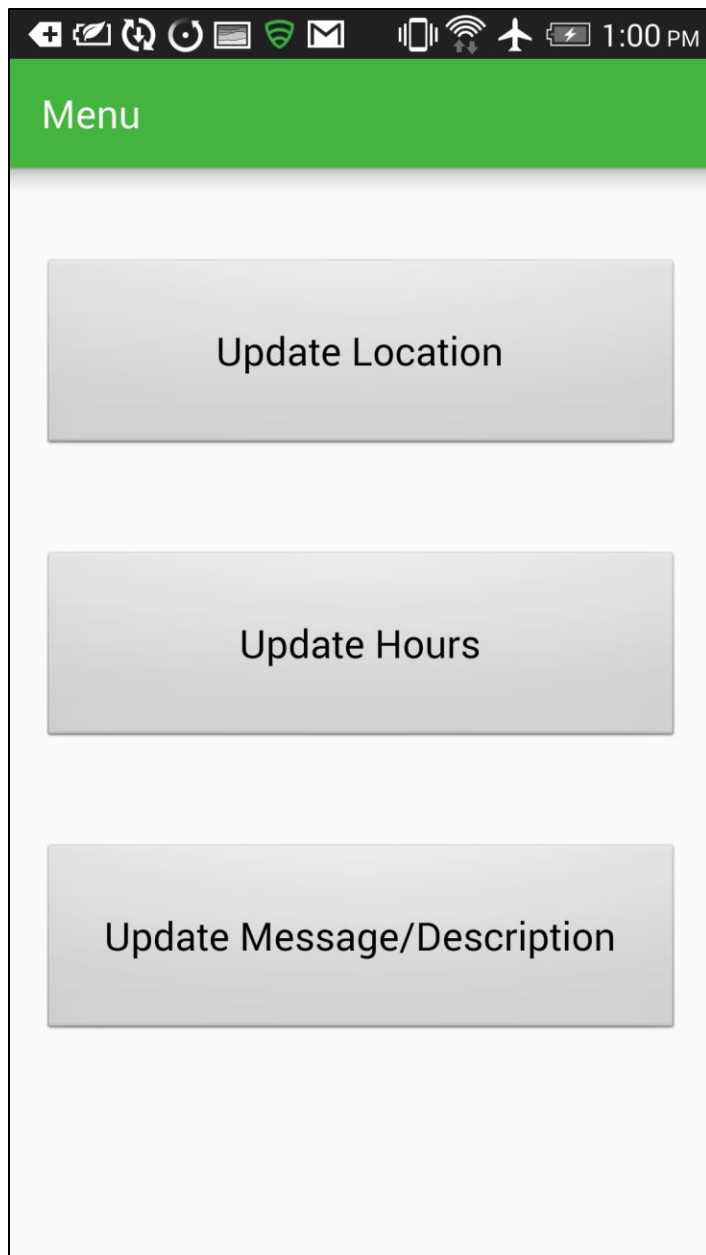 1:00 PM
Menu
Update Location
Update Hours
Update Message/Description